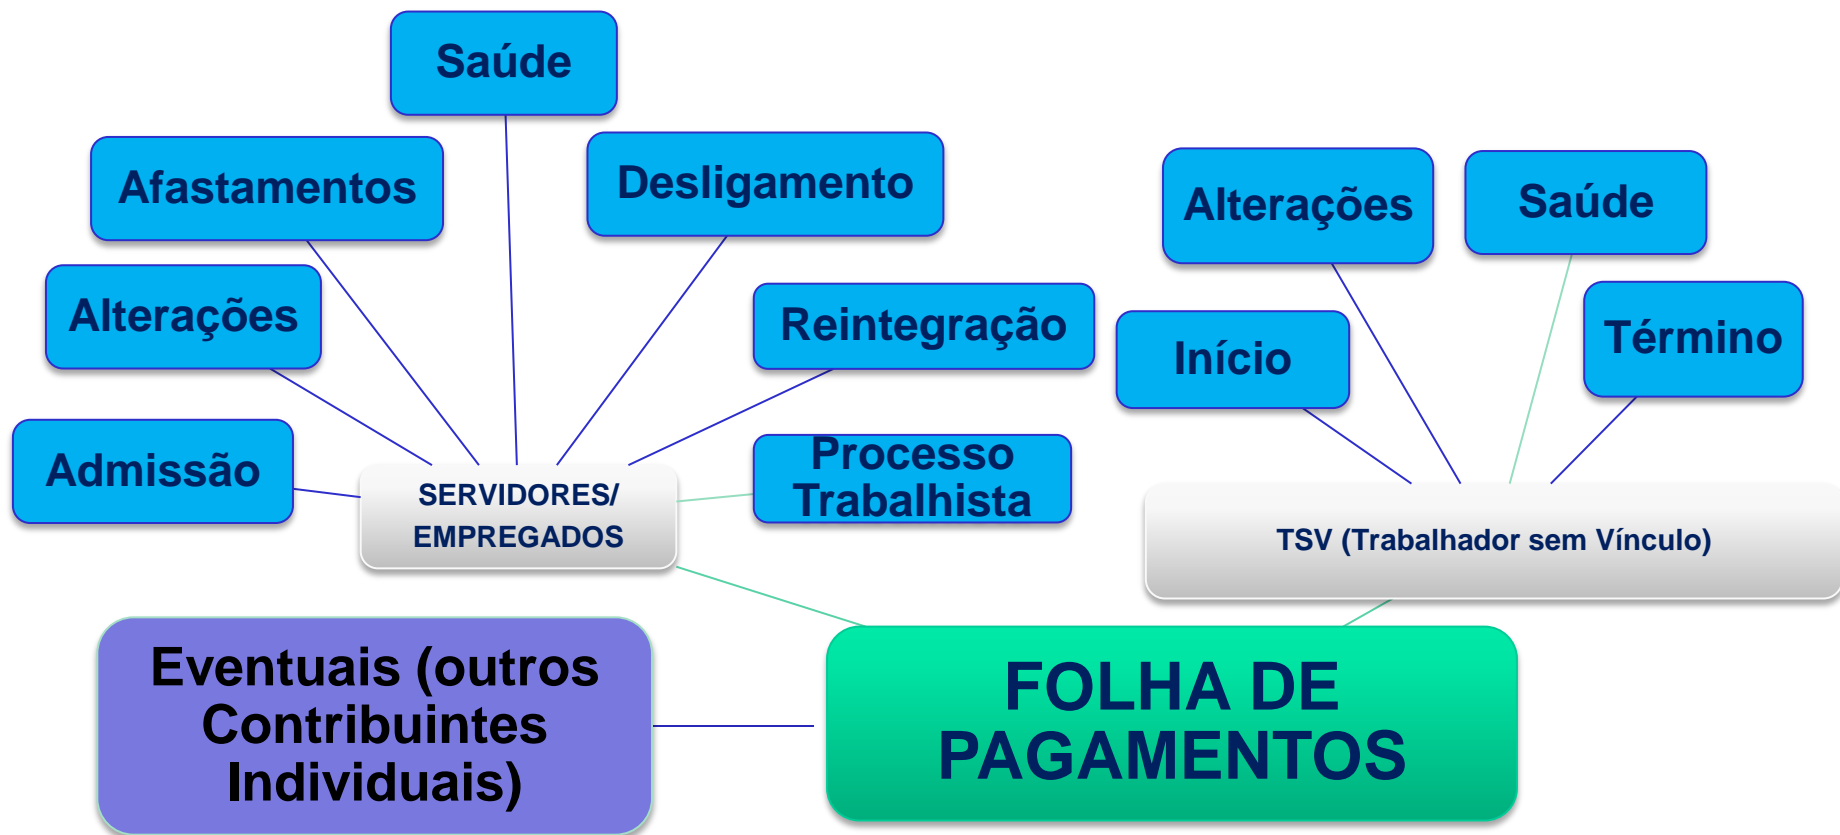 Saúde
Afastamentos
Desligamento
Alterações
Reintegração
Admissão
Processo
Trabalhista
SERVIDORES/
EMPREGADOS
Alterações
Saúde
Início
Término
TSV (Trabalhador sem Vínculo)
Eventuais (outros
Contribuintes
Individuais)
FOLHA DE
PAGAMENTOS